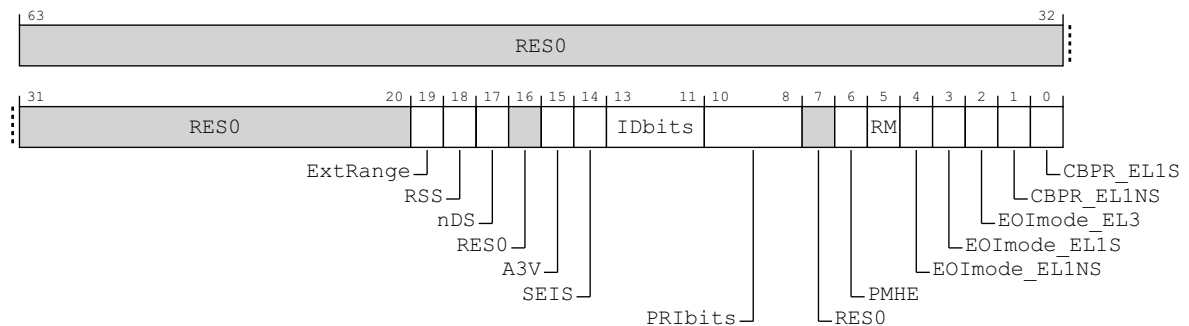 63 32
RES0
31 20 19 18 17 16 15 14 13 11 10 8 7 6 5 4 3 2 1 0
RES0 IDbits RM
ExtRange CBPR_EL1S
RSS CBPR_EL1NS
nDS EOImode_EL3
RES0 EOImode_EL1S
A3V EOImode_EL1NS
SEIS PMHE
PRIbits RES0